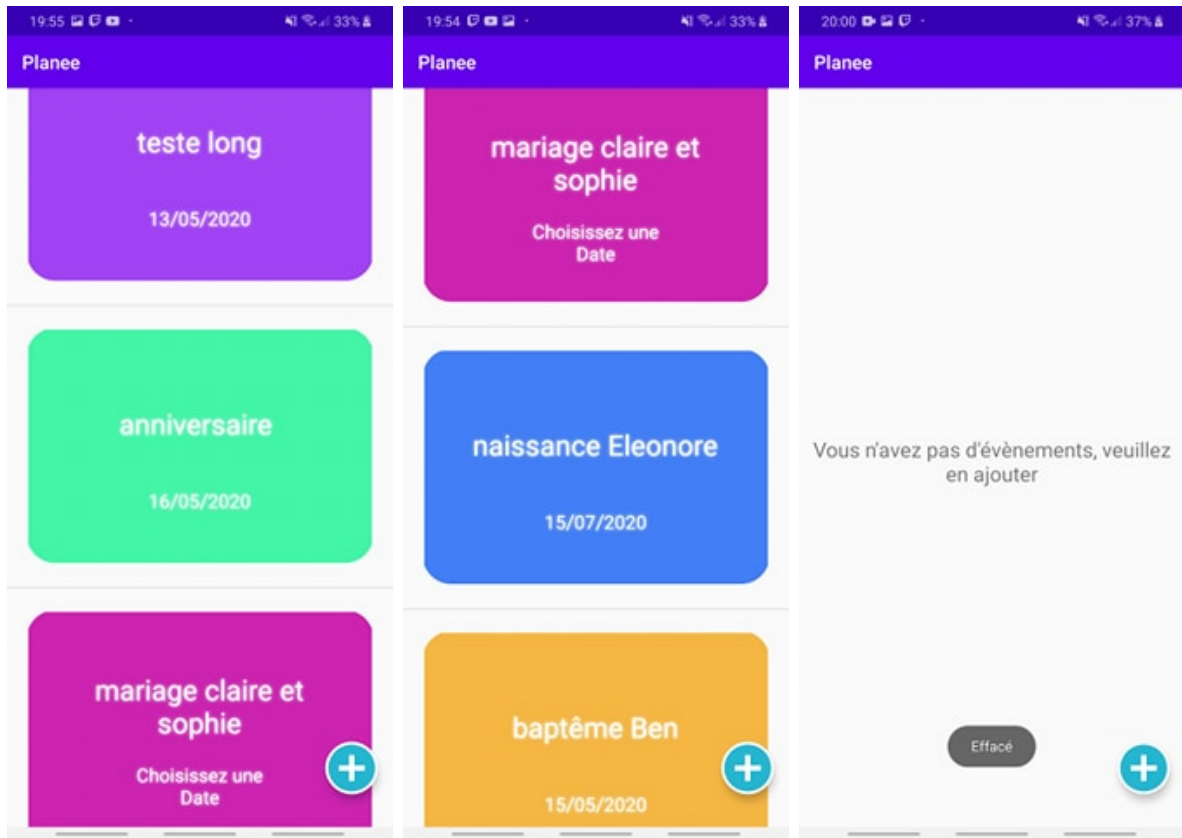 19:55
33%
Planee
teste long
13/05/2020
anniversaire
16/05/2020
mariage claire et
sophie
Choisissez une
Date
19:54
33%
Planee
mariage claire et
sophie
Choisissez une
Date
naissance Eleonore
15/07/2020
baptême Ben
15/05/2020
20:00
37%
Planee
Vous n'avez pas d'évènements, veuillez
en ajouter
Effacé